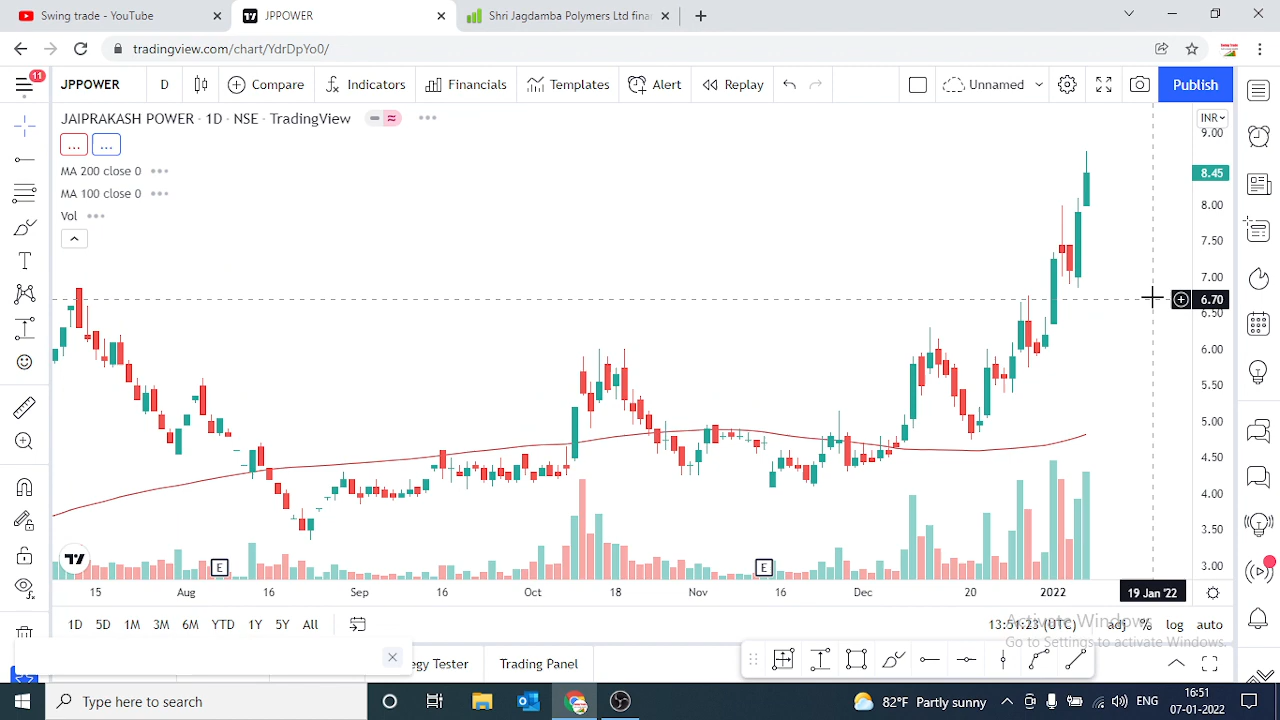 Swing trade - YouTube
JPPOWER
Shri Jagdamba Polymers Ltd finan
tradingview.com/chart/YdrDpYo0/
11
JPPOWER
D
Compare
Indicators
Financials
Templates
Alert
Replay
Unnamed
Publish
JAIPRAKASH POWER · 1D · NSE · TradingView
INR
9.00
...
...
MA 200 close 0
MA 100 close 0
Vol
8.45
8.00
7.50
7.00
6.70
6.50
6.00
5.50
5.00
4.50
4.00
3.50
3.00
E
E
15
Aug
16
Sep
16
Oct
18
Nov
16
Dec
20
2022
19 Jan '22
1D
5D
1M
3M
6M
YTD
1Y
5Y
All
13:51:23 (UTC)
adj
%
log
auto
Activate Windows
Go to Settings to activate Windows.
egy Tester
Trading Panel
Type here to search
82°F Partly sunny
ENG
16:51
07-01-2022